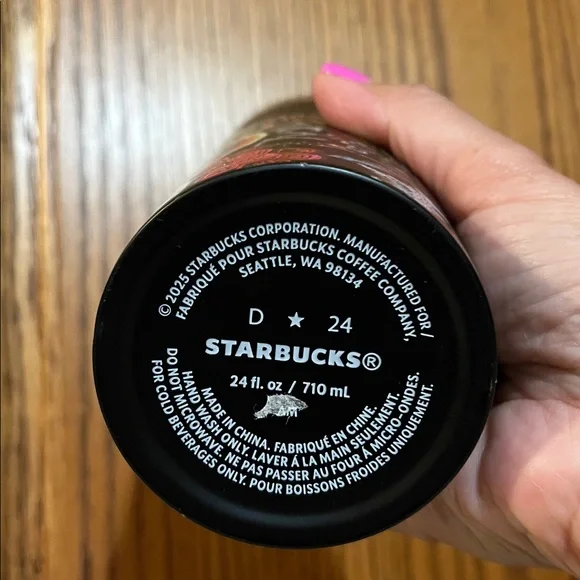 © 2025 STARBUCKS CORPORATION. MANUFACTURED FOR /
FABRIQUÉ POUR STARBUCKS COFFEE COMPANY,
SEATTLE, WA 98134
D ★ 24
STARBUCKS®
24 fl. oz / 710 mL
MADE IN CHINA. FABRIQUÉ EN CHINE.
HAND WASH ONLY. LAVER Á LA MAIN SEULEMENT.
DO NOT MICROWAVE. NE PAS PASSER AU FOUR Á MICRO-ONDES.
FOR COLD BEVERAGES ONLY. POUR BOISSONS FROIDES UNIQUEMENT.